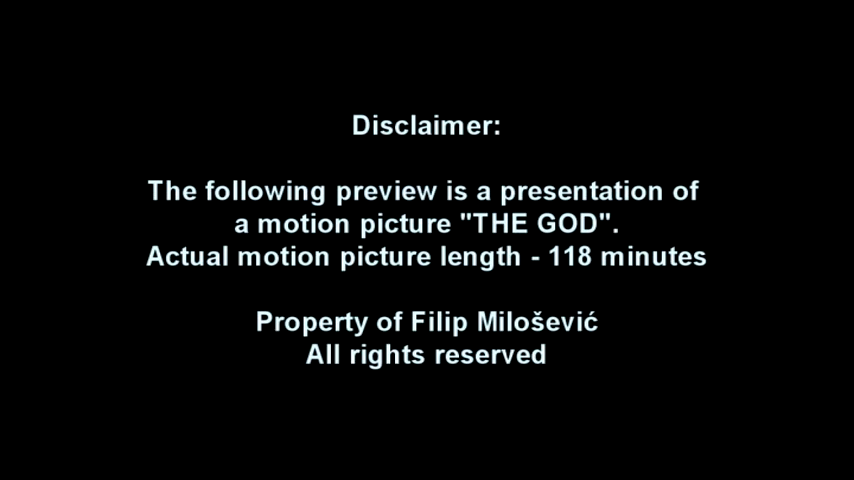 Disclaimer:
The following preview is a presentation of
a motion picture "THE GOD".
Actual motion picture length - 118 minutes
Property of Filip Milošević
All rights reserved